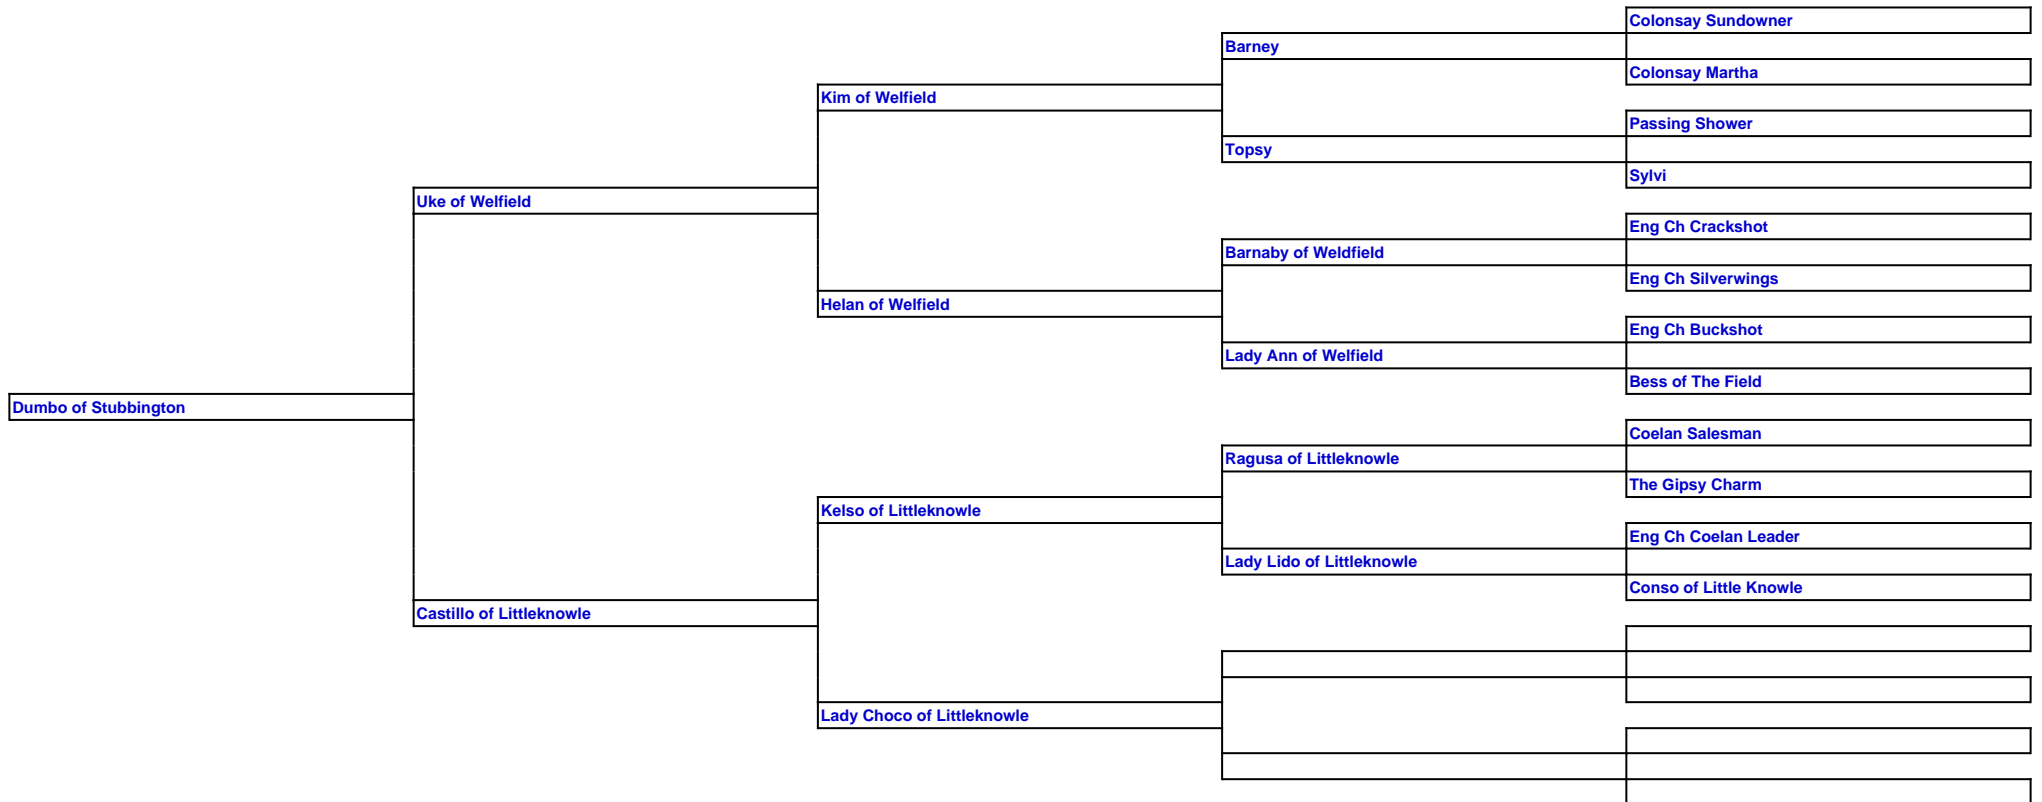 Colonsay Sundowner
Barney
Colonsay Martha
Kim of Welfield
Passing Shower
Topsy
Sylvi
Uke of Welfield
Eng Ch Crackshot
Barnaby of Weldfield
Eng Ch Silverwings
Helan of Welfield
Eng Ch Buckshot
Lady Ann of Welfield
Bess of The Field
Dumbo of Stubbington
Coelan Salesman
Ragusa of Littleknowle
The Gipsy Charm
Kelso of Littleknowle
Eng Ch Coelan Leader
Lady Lido of Littleknowle
Conso of Little Knowle
Castillo of Littleknowle
Lady Choco of Littleknowle